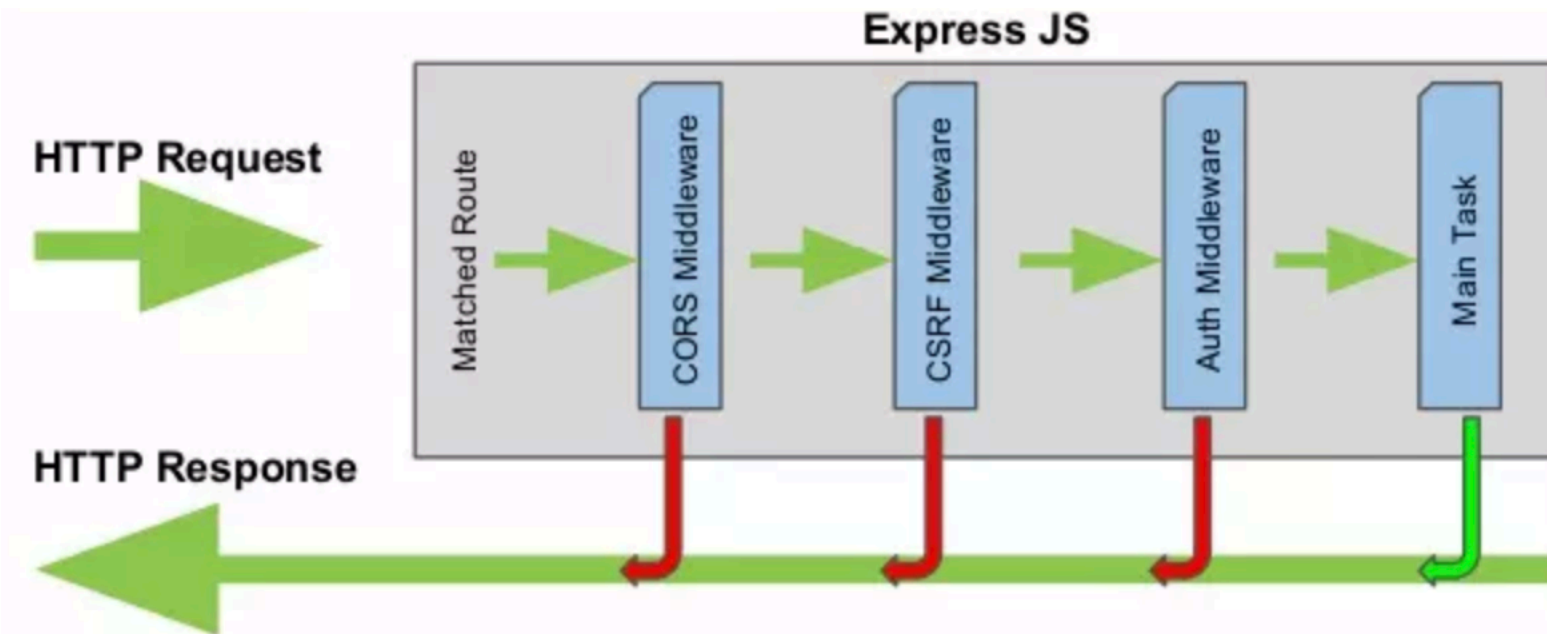 Express JS
HTTP Request
Matched Route
CORS Middleware
CSRF Middleware
Auth Middleware
Main Task
HTTP Response